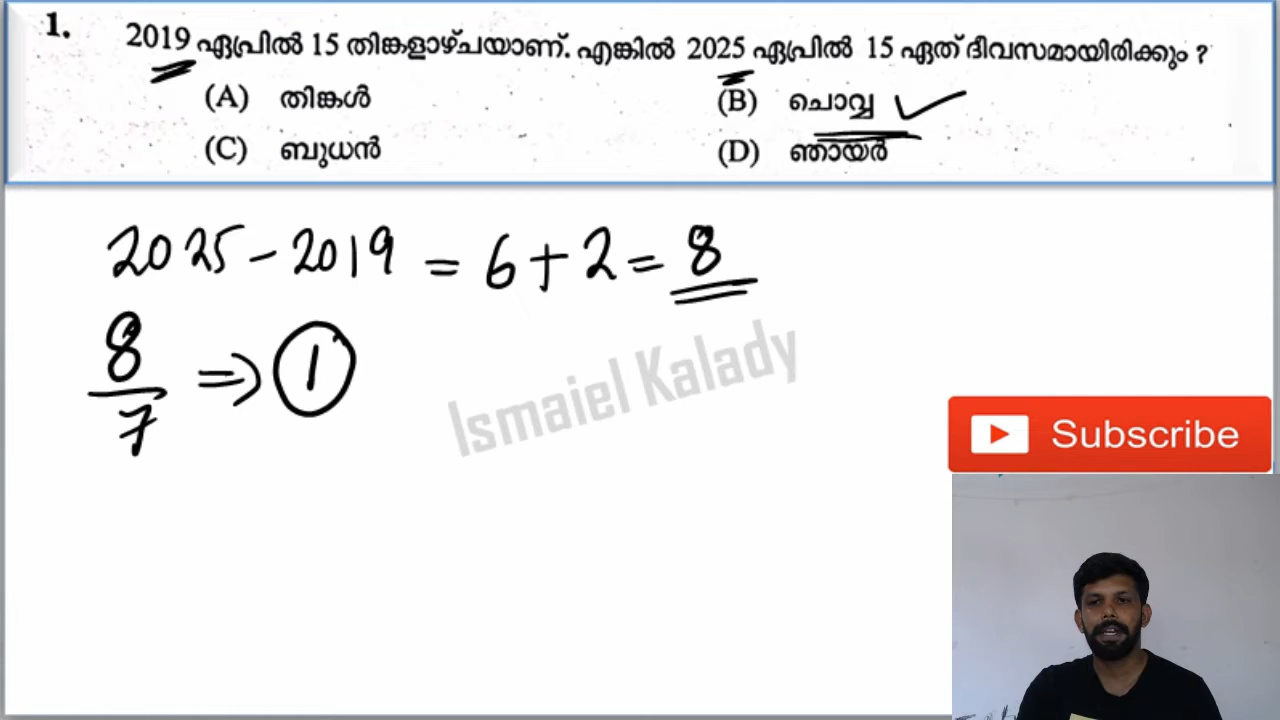 1. 2019 ഏപ്രിൽ 15 തിങ്കളാഴ്ചയാണ്. എങ്കിൽ 2025 ഏപ്രിൽ 15 ഏത് ദിവസമായിരിക്കും ?
(A) തിങ്കൾ (B) ചൊവ്വ
(C) ബുധൻ (D) ഞായർ
2025 - 2019 = 6 + 2 = 8
8/7 ⇒ 1
Ismaiel Kalady
Subscribe